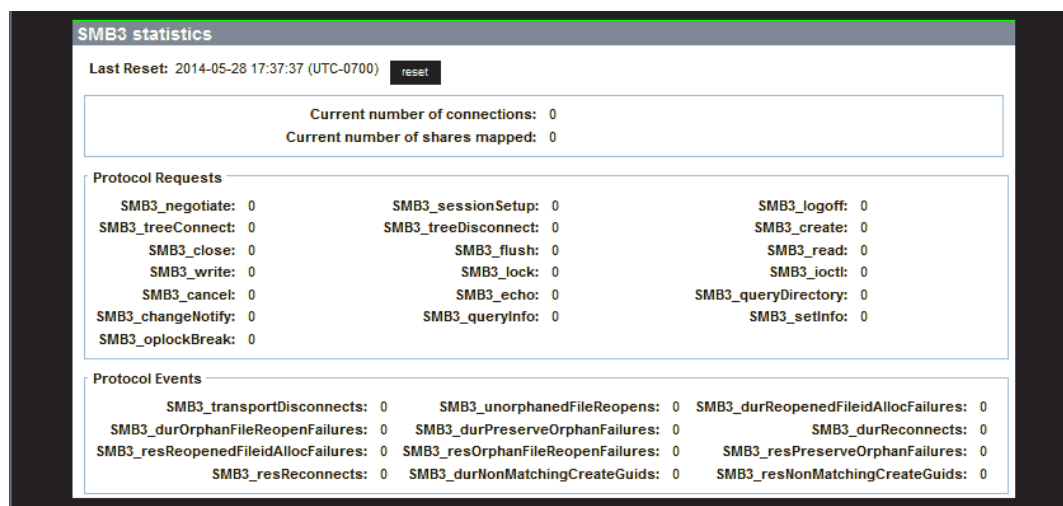 SMB3 statistics
Last Reset: 2014-05-28 17:37:37 (UTC-0700) reset
Current number of connections: 0
Current number of shares mapped: 0
Protocol Requests
SMB3_negotiate: 0 SMB3_sessionSetup: 0 SMB3_logoff: 0
SMB3_treeConnect: 0 SMB3_treeDisconnect: 0 SMB3_create: 0
SMB3_close: 0 SMB3_flush: 0 SMB3_read: 0
SMB3_write: 0 SMB3_lock: 0 SMB3_ioctl: 0
SMB3_cancel: 0 SMB3_echo: 0 SMB3_queryDirectory: 0
SMB3_changeNotify: 0 SMB3_queryInfo: 0 SMB3_setInfo: 0
SMB3_oplockBreak: 0
Protocol Events
SMB3_transportDisconnects: 0 SMB3_unorphanedFileReopens: 0 SMB3_durReopenedFileidAllocFailures: 0
SMB3_durOrphanFileReopenFailures: 0 SMB3_durPreserveOrphanFailures: 0 SMB3_durReconnects: 0
SMB3_resReopenedFileidAllocFailures: 0 SMB3_resOrphanFileReopenFailures: 0 SMB3_resPreserveOrphanFailures: 0
SMB3_resReconnects: 0 SMB3_durNonMatchingCreateGuids: 0 SMB3_resNonMatchingCreateGuids: 0